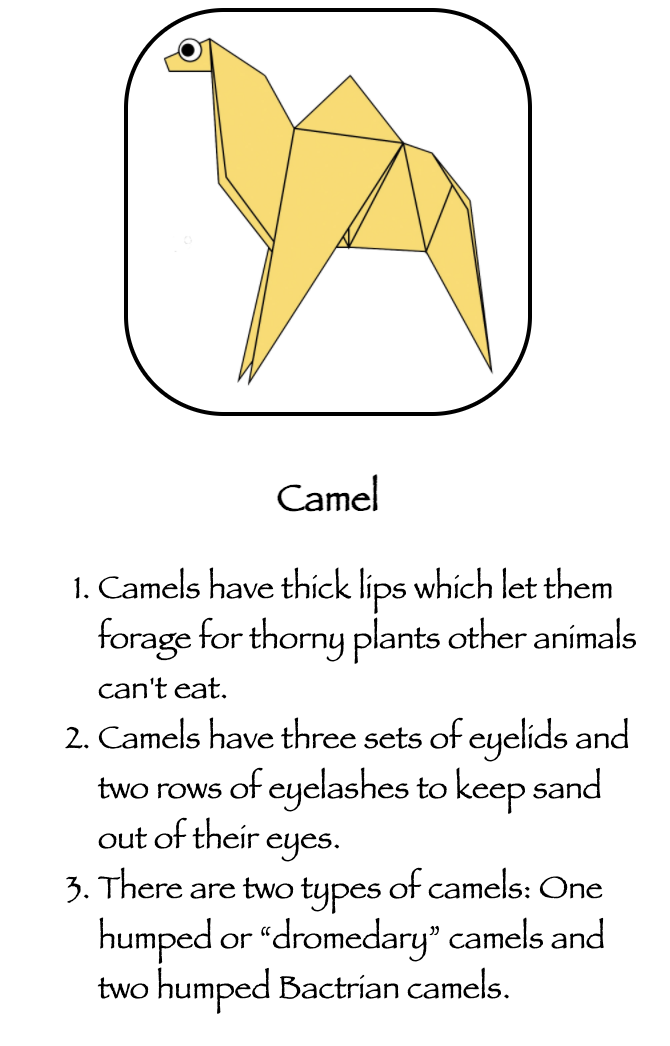 Camel
1. Camels have thick lips which let them
forage for thorny plants other animals
can't eat.
2. Camels have three sets of eyelids and
two rows of eyelashes to keep sand
out of their eyes.
3. There are two types of camels: One
humped or “dromedary” camels and
two humped Bactrian camels.